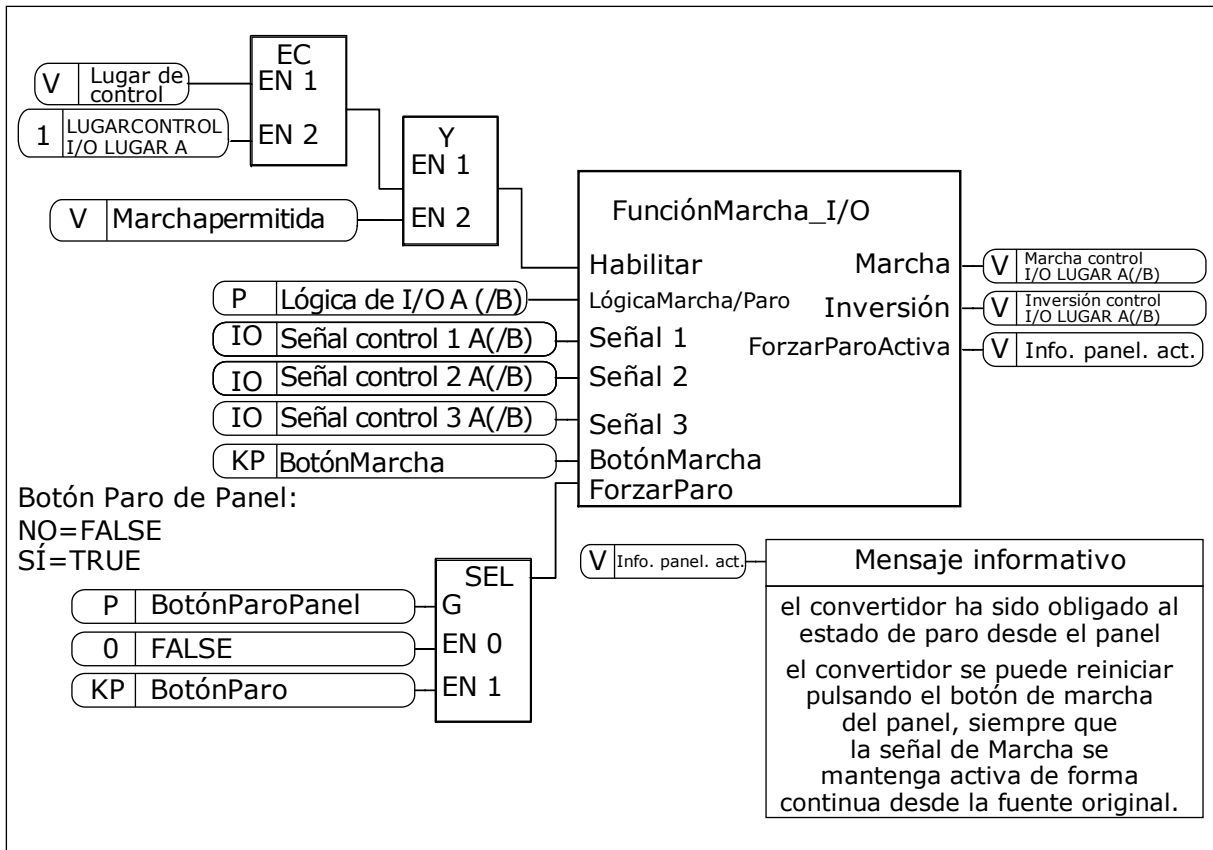 EC
EN 1
EN 2
V Lugar de
control
1 LUGARCONTROL
I/O LUGAR A
Y
EN 1
EN 2
V Marchapermitida
FunciónMarcha_I/O
Habilitar
LógicaMarcha/Paro
Señal 1
Señal 2
Señal 3
BotónMarcha
ForzarParo
Marcha
Inversión
ForzarParoActiva
V Marcha control
I/O LUGAR A(/B)
V Inversión control
I/O LUGAR A(/B)
V Info. panel. act.
P Lógica de I/O A (/B)
IO Señal control 1 A(/B)
IO Señal control 2 A(/B)
IO Señal control 3 A(/B)
KP BotónMarcha
Botón Paro de Panel:
NO=FALSE
SÍ=TRUE
SEL
G
EN 0
EN 1
P BotónParoPanel
0 FALSE
KP BotónParo
V Info. panel. act.
Mensaje informativo
el convertidor ha sido obligado al
estado de paro desde el panel
el convertidor se puede reiniciar
pulsando el botón de marcha
del panel, siempre que
la señal de Marcha se
mantenga activa de forma
continua desde la fuente original.